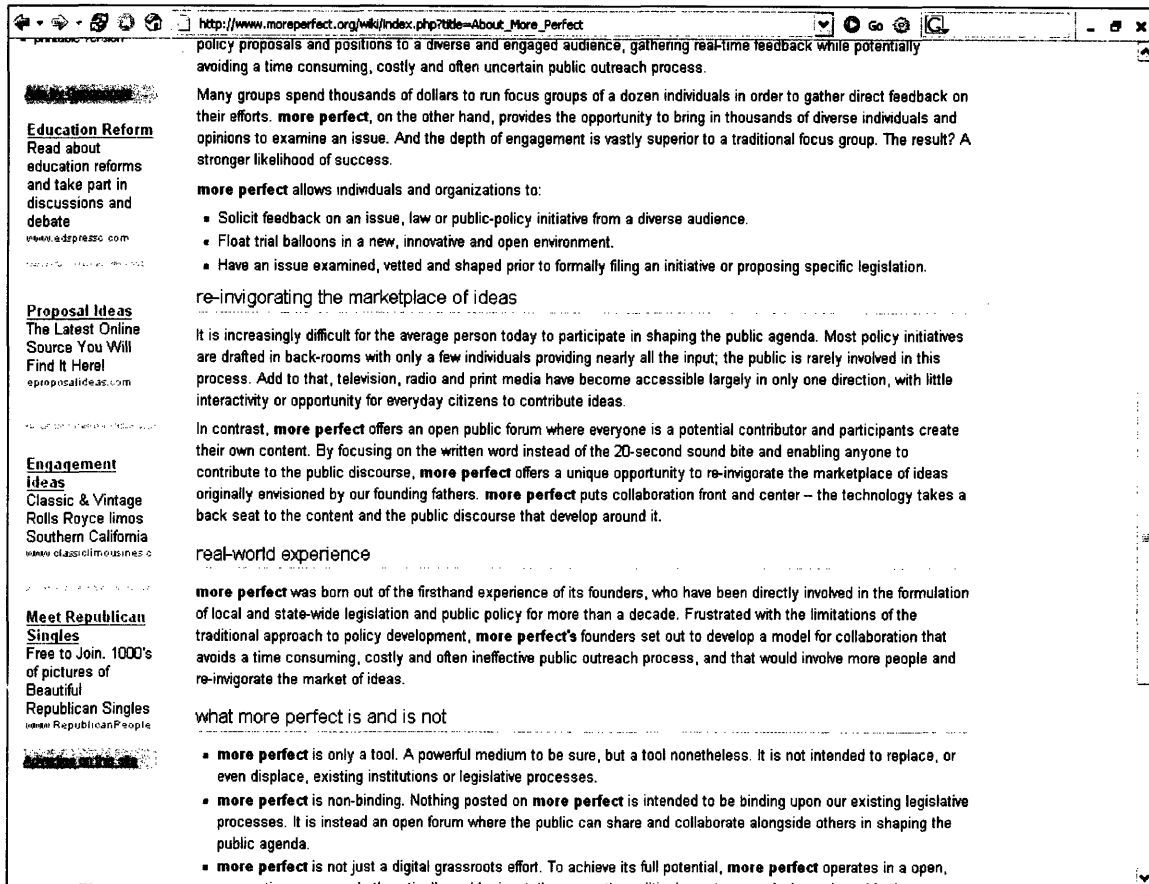 http://www.moreperfect.org/wiki/index.php?title=About_More_Perfect
Go
printable version
policy proposals and positions to a diverse and engaged audience, gathering real-time feedback while potentially
avoiding a time consuming, costly and often uncertain public outreach process.
Many groups spend thousands of dollars to run focus groups of a dozen individuals in order to gather direct feedback on
their efforts. more perfect, on the other hand, provides the opportunity to bring in thousands of diverse individuals and
opinions to examine an issue. And the depth of engagement is vastly superior to a traditional focus group. The result? A
stronger likelihood of success.
more perfect allows individuals and organizations to:
▪ Solicit feedback on an issue, law or public-policy initiative from a diverse audience.
▪ Float trial balloons in a new, innovative and open environment.
▪ Have an issue examined, vetted and shaped prior to formally filing an initiative or proposing specific legislation.
re-invigorating the marketplace of ideas
It is increasingly difficult for the average person today to participate in shaping the public agenda. Most policy initiatives
are drafted in back-rooms with only a few individuals providing nearly all the input; the public is rarely involved in this
process. Add to that, television, radio and print media have become accessible largely in only one direction, with little
interactivity or opportunity for everyday citizens to contribute ideas.
In contrast, more perfect offers an open public forum where everyone is a potential contributor and participants create
their own content. By focusing on the written word instead of the 20-second sound bite and enabling anyone to
contribute to the public discourse, more perfect offers a unique opportunity to re-invigorate the marketplace of ideas
originally envisioned by our founding fathers. more perfect puts collaboration front and center – the technology takes a
back seat to the content and the public discourse that develop around it.
real-world experience
more perfect was born out of the firsthand experience of its founders, who have been directly involved in the formulation
of local and state-wide legislation and public policy for more than a decade. Frustrated with the limitations of the
traditional approach to policy development, more perfect's founders set out to develop a model for collaboration that
avoids a time consuming, costly and often ineffective public outreach process, and that would involve more people and
re-invigorate the market of ideas.
what more perfect is and is not
▪ more perfect is only a tool. A powerful medium to be sure, but a tool nonetheless. It is not intended to replace, or
even displace, existing institutions or legislative processes.
▪ more perfect is non-binding. Nothing posted on more perfect is intended to be binding upon our existing legislative
processes. It is instead an open forum where the public can share and collaborate alongside others in shaping the
public agenda.
▪ more perfect is not just a digital grassroots effort. To achieve its full potential, more perfect operates in a open,
Education Reform
Read about
education reforms
and take part in
discussions and
debate
www.edspresso.com
Proposal Ideas
The Latest Online
Source You Will
Find It Here!
eproposalideas.com
Engagement
Ideas
Classic & Vintage
Rolls Royce limos
Southern California
www.classiclimousines.c
Meet Republican
Singles
Free to Join. 1000's
of pictures of
Beautiful
Republican Singles
www.RepublicanPeople
Advertise on this site